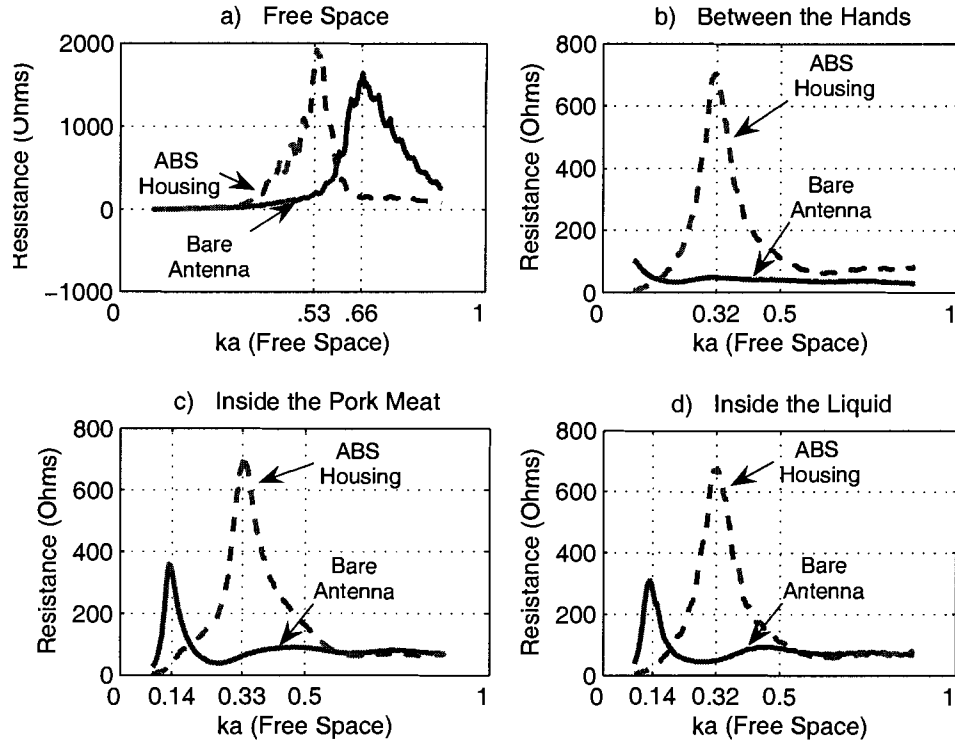 a) Free Space
Resistance (Ohms)
2000
1000
0
−1000
ABS
Housing
Bare
Antenna
0
.53
.66
1
ka (Free Space)
b) Between the Hands
Resistance (Ohms)
800
600
400
200
0
ABS
Housing
Bare
Antenna
0
0.32
0.5
1
ka (Free Space)
c) Inside the Pork Meat
Resistance (Ohms)
800
600
400
200
0
ABS
Housing
Bare
Antenna
0
0.14
0.33
0.5
1
ka (Free Space)
d) Inside the Liquid
Resistance (Ohms)
800
600
400
200
0
ABS
Housing
Bare
Antenna
0
0.14
0.32
0.5
1
ka (Free Space)